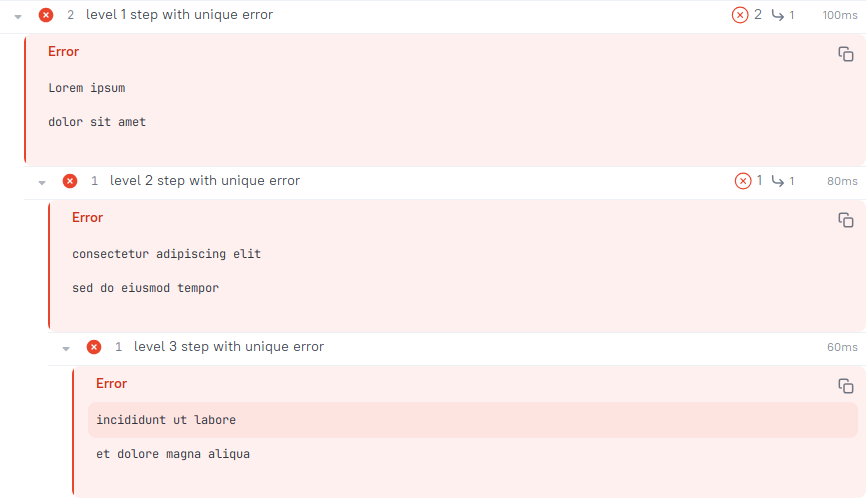 2 level 1 step with unique error 2 1 100ms
Error
Lorem ipsum
dolor sit amet
1 level 2 step with unique error 1 1 80ms
Error
consectetur adipiscing elit
sed do eiusmod tempor
1 level 3 step with unique error 60ms
Error
incididunt ut labore
et dolore magna aliqua